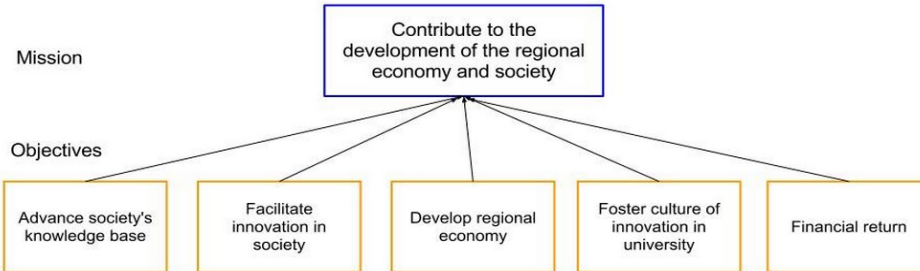 Mission
Contribute to the
development of the regional
economy and society
Objectives
Advance society's
knowledge base
Facilitate
innovation in
society
Develop regional
economy
Foster culture of
innovation in
university
Financial return